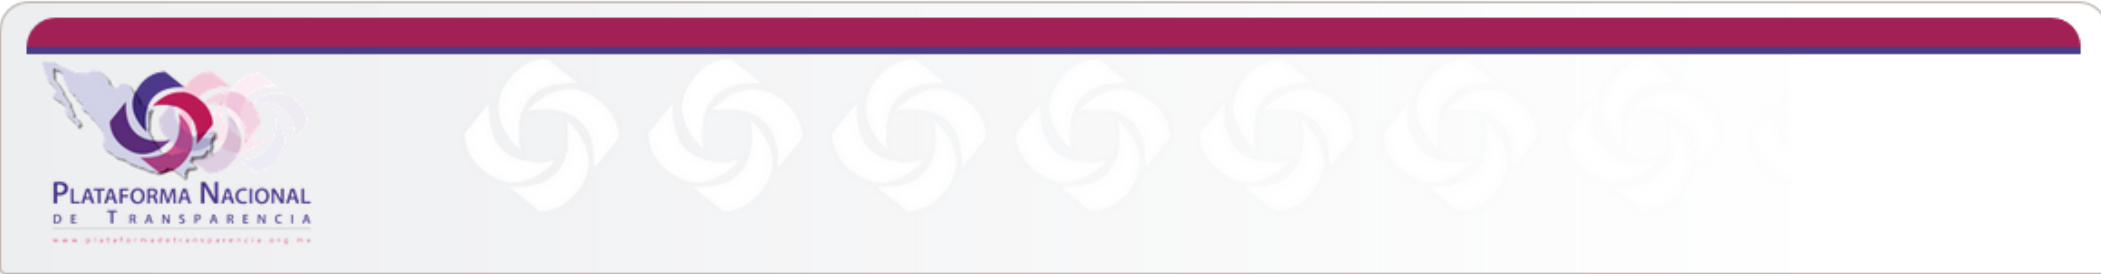 PLATAFORMA NACIONAL
DE TRANSPARENCIA
www.plataformadetransparencia.org.mx